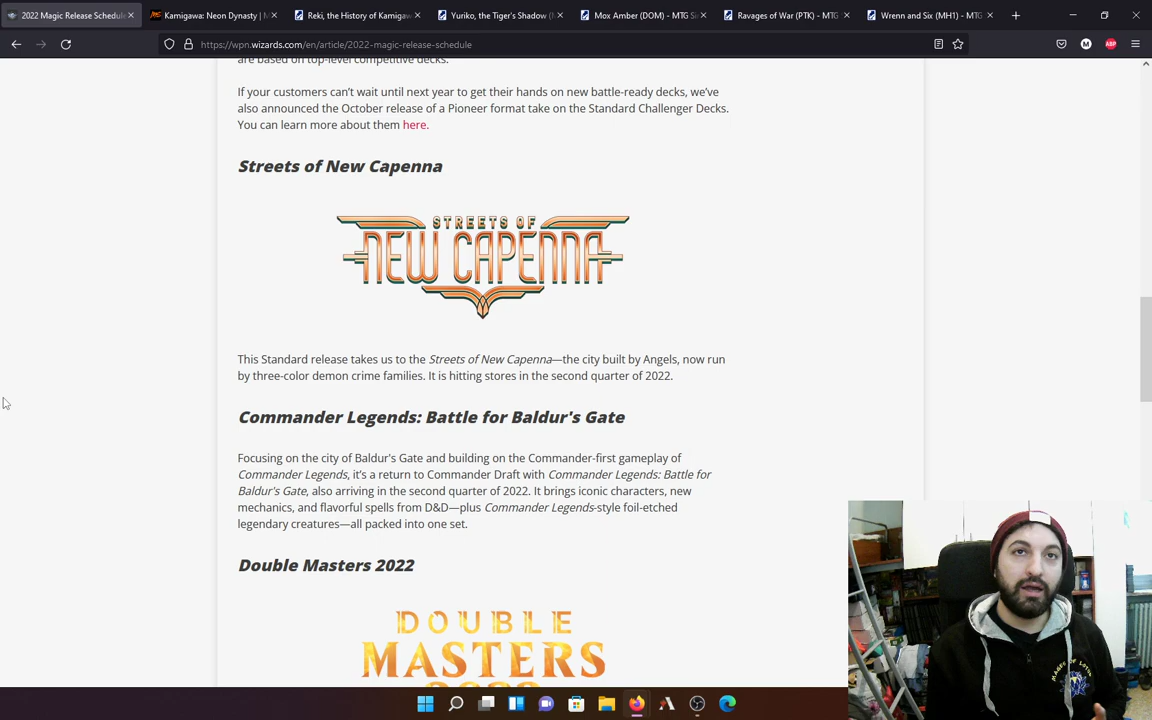 2022 Magic Release Schedule
Kamigawa: Neon Dynasty | M
Reki, the History of Kamigaw
Yuriko, the Tiger's Shadow (
Mox Amber (DOM) - MTG Sin
Ravages of War (PTK) - MTG
Wrenn and Six (MH1) - MTG
https://wpn.wizards.com/en/article/2022-magic-release-schedule
M
ABP
are based on top-level competitive decks.
If your customers can't wait until next year to get their hands on new battle-ready decks, we've
also announced the October release of a Pioneer format take on the Standard Challenger Decks.
You can learn more about them here.
Streets of New Capenna
STREETS OF
NEW CAPENNA
This Standard release takes us to the Streets of New Capenna—the city built by Angels, now run
by three-color demon crime families. It is hitting stores in the second quarter of 2022.
Commander Legends: Battle for Baldur's Gate
Focusing on the city of Baldur's Gate and building on the Commander-first gameplay of
Commander Legends, it's a return to Commander Draft with Commander Legends: Battle for
Baldur's Gate, also arriving in the second quarter of 2022. It brings iconic characters, new
mechanics, and flavorful spells from D&D—plus Commander Legends-style foil-etched
legendary creatures—all packed into one set.
Double Masters 2022
DOUBLE
MASTERS
2022